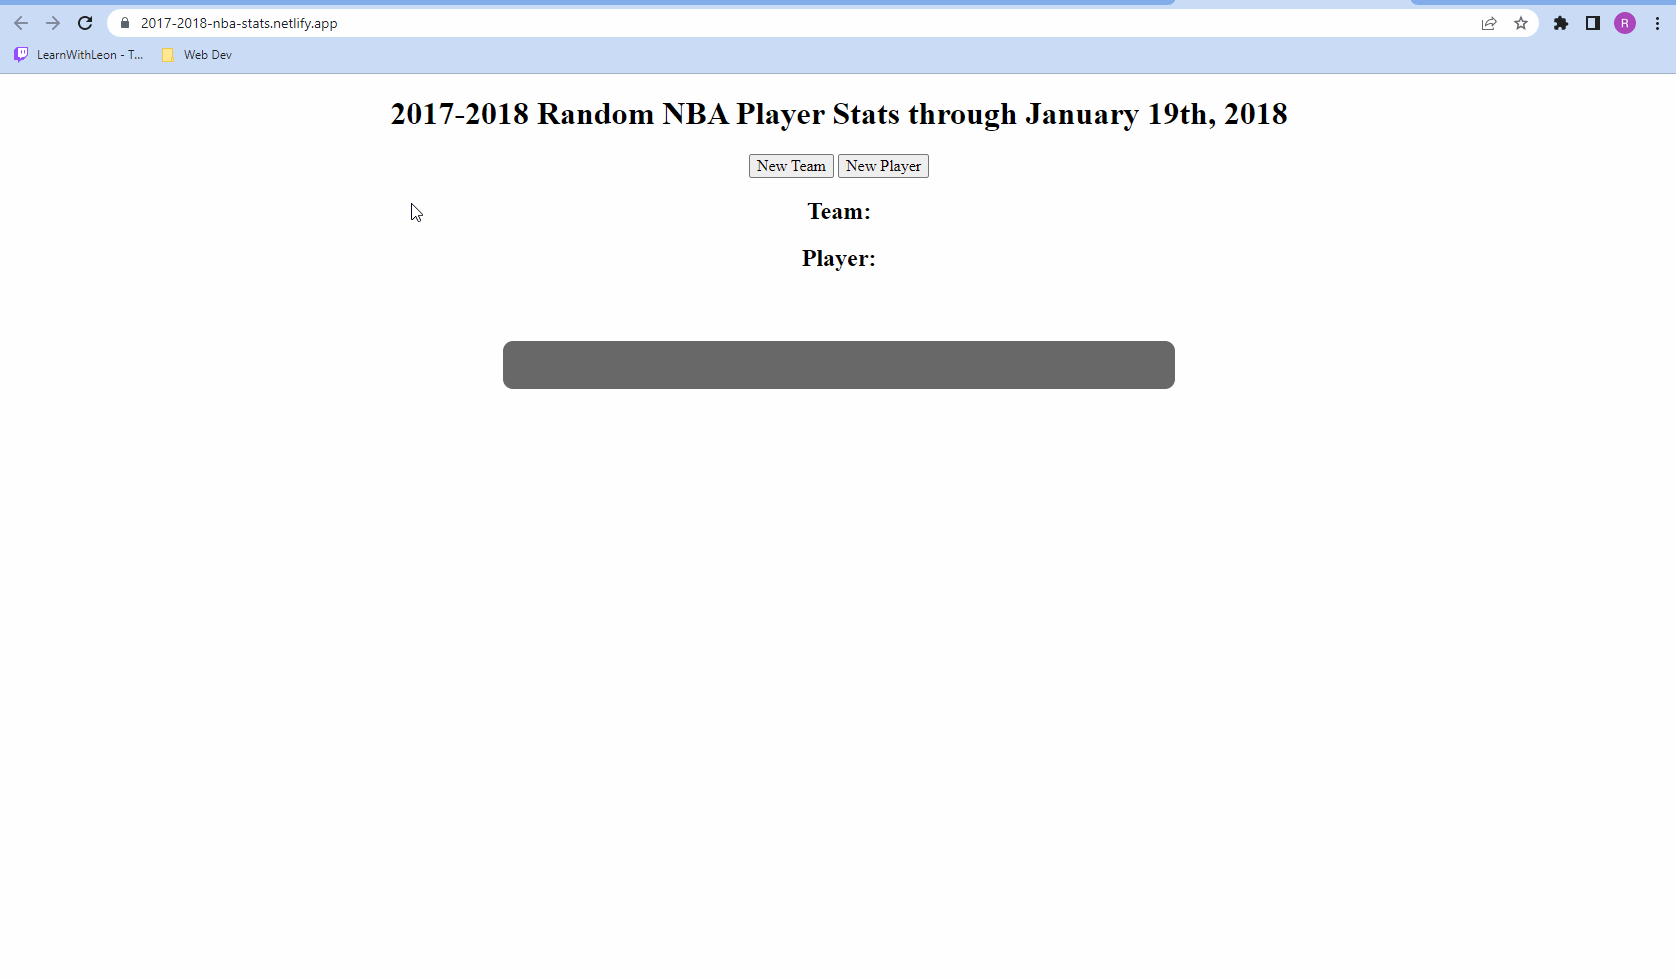 2017-2018-nba-stats.netlify.app
R
LearnWithLeon - T...
Web Dev
2017-2018 Random NBA Player Stats through January 19th, 2018
New Team New Player
Team:
Player: